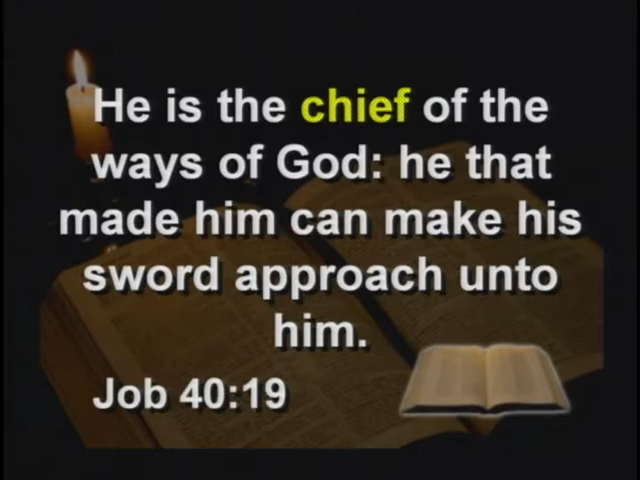 He is the chief of the
ways of God: he that
made him can make his
sword approach unto
him.
Job 40:19